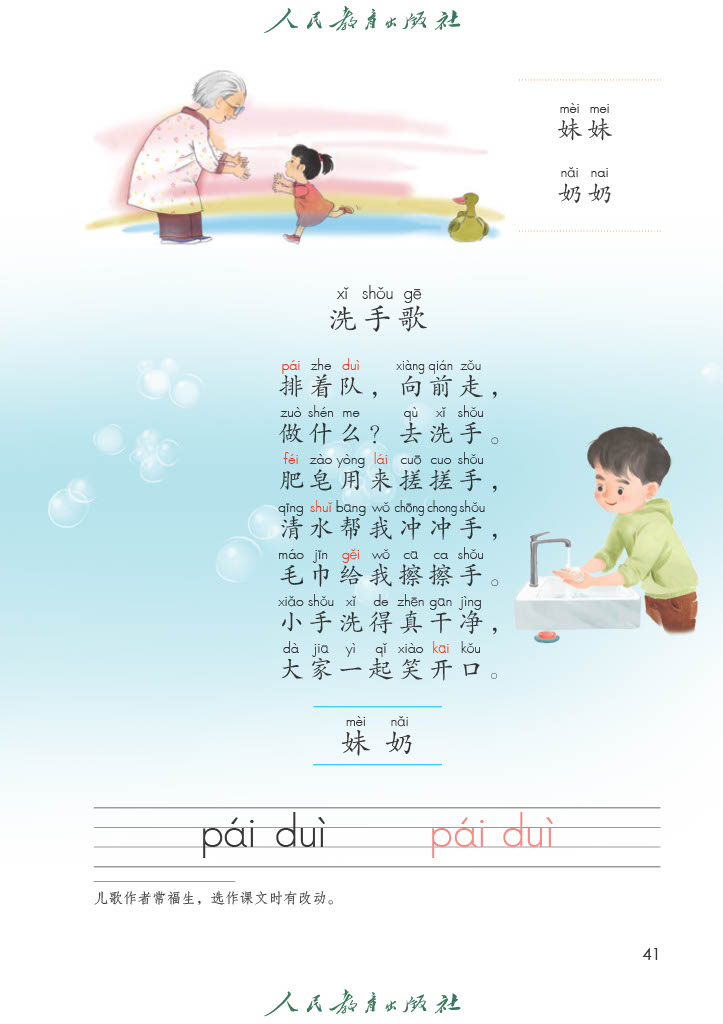 人民教育出版社
mèi mei
妹妹
nǎi nai
奶奶
xǐ shǒu gē
洗手歌
pái zhe duì xiàng qián zǒu
排着队，向前走，
zuò shén me qù xǐ shǒu
做什么？去洗手。
féi zào yòng lái cuō cuo shǒu
肥皂用来搓搓手，
qīng shuǐ bāng wǒ chōng chong shǒu
清水帮我冲冲手，
máo jīn gěi wǒ cā ca shǒu
毛巾给我擦擦手。
xiǎo shǒu xǐ de zhēn gān jìng
小手洗得真干净，
dà jiā yì qǐ xiào kāi kǒu
大家一起笑开口。
mèi nǎi
妹 奶
pái duì pái duì
儿歌作者常福生，选作课文时有改动。
41
人民教育出版社